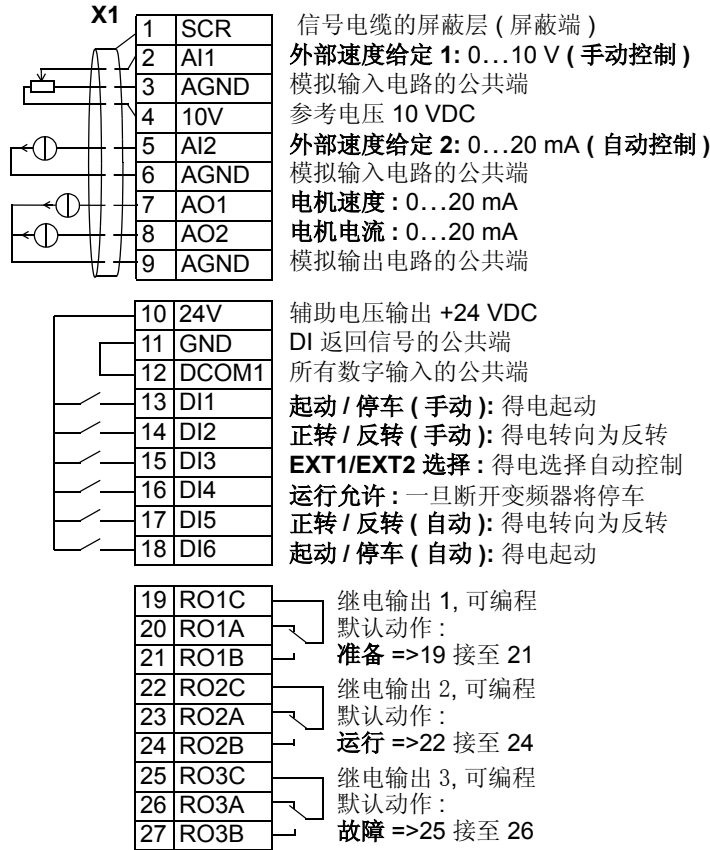 X1
1 SCR 信号电缆的屏蔽层 ( 屏蔽端 )
2 AI1 外部速度给定 1: 0…10 V ( 手动控制 )
3 AGND 模拟输入电路的公共端
4 10V 参考电压 10 VDC
5 AI2 外部速度给定 2: 0…20 mA ( 自动控制 )
6 AGND 模拟输入电路的公共端
7 AO1 电机速度 : 0…20 mA
8 AO2 电机电流 : 0…20 mA
9 AGND 模拟输出电路的公共端
10 24V 辅助电压输出 +24 VDC
11 GND DI 返回信号的公共端
12 DCOM1 所有数字输入的公共端
13 DI1 起动 / 停车 ( 手动 ): 得电起动
14 DI2 正转 / 反转 ( 手动 ): 得电转向为反转
15 DI3 EXT1/EXT2 选择 : 得电选择自动控制
16 DI4 运行允许 : 一旦断开变频器将停车
17 DI5 正转 / 反转 ( 自动 ): 得电转向为反转
18 DI6 起动 / 停车 ( 自动 ): 得电起动
19 RO1C 继电输出 1, 可编程
20 RO1A 默认动作 :
21 RO1B 准备 =>19 接至 21
22 RO2C 继电输出 2, 可编程
23 RO2A 默认动作 :
24 RO2B 运行 =>22 接至 24
25 RO3C 继电输出 3, 可编程
26 RO3A 默认动作 :
27 RO3B 故障 =>25 接至 26